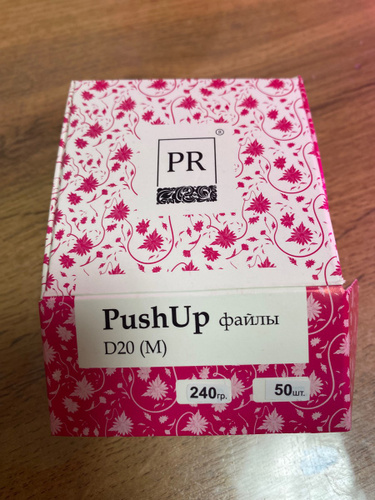 ®
PR
PushUp файлы
D20 (M)
240гр. 50шт.